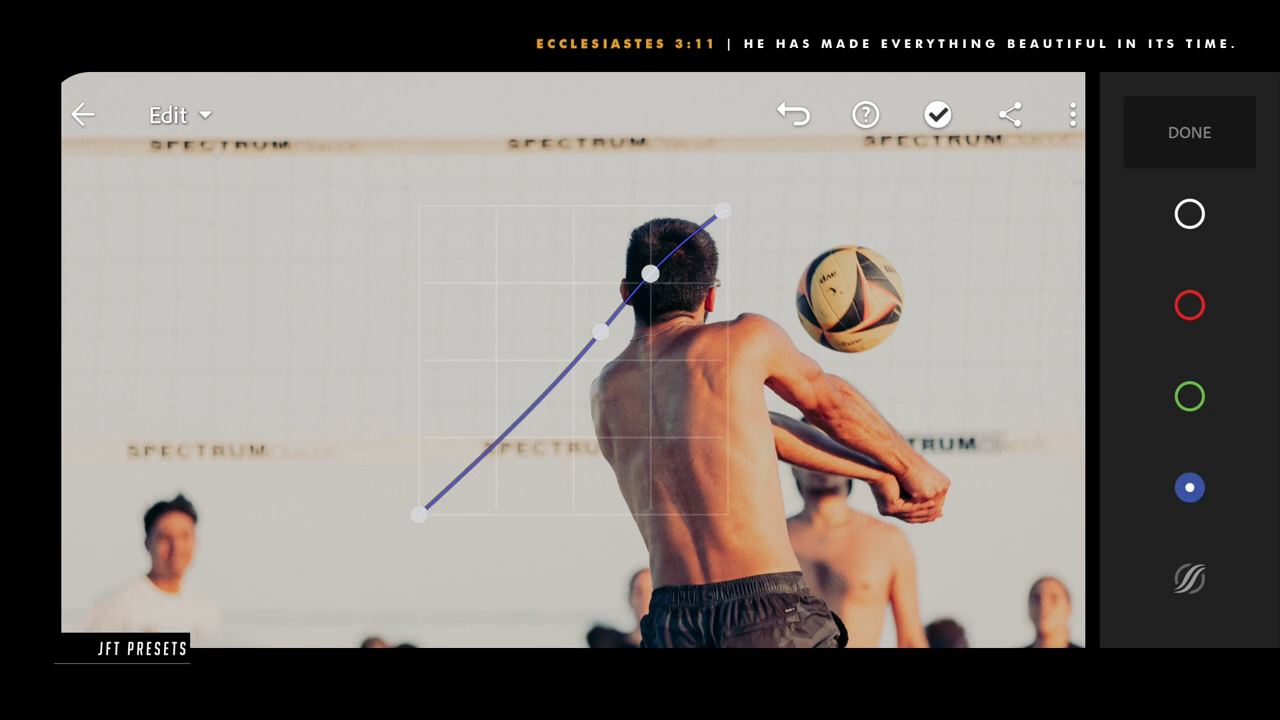 ECCLESIASTES 3:11 | HE HAS MADE EVERYTHING BEAUTIFUL IN ITS TIME.
Edit
DONE
SPECTRUM SPECTRUM SPECTRUM
SPECTRUM SPECTRUM TRUM
JFT PRESETS